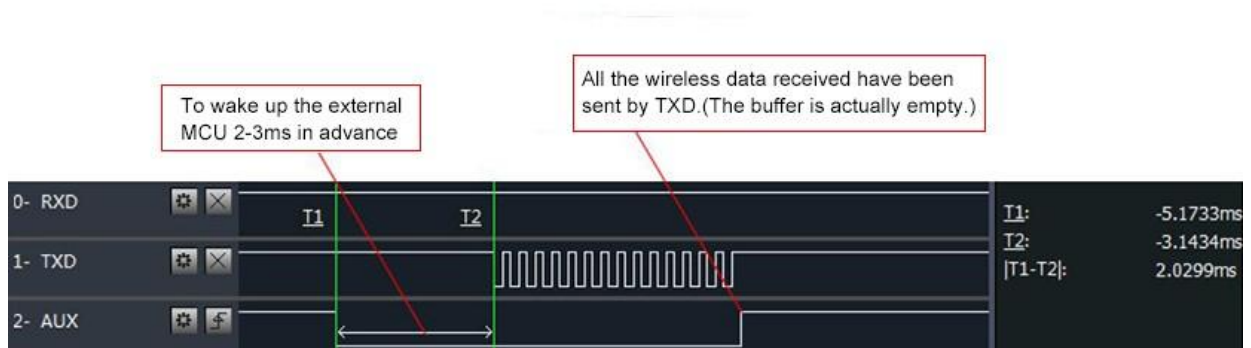 To wake up the external
MCU 2-3ms in advance
All the wireless data received have been
sent by TXD.(The buffer is actually empty.)
0- RXD
T1
T2
1- TXD
2- AUX
T1: -5.1733ms
T2: -3.1434ms
|T1-T2|: 2.0299ms